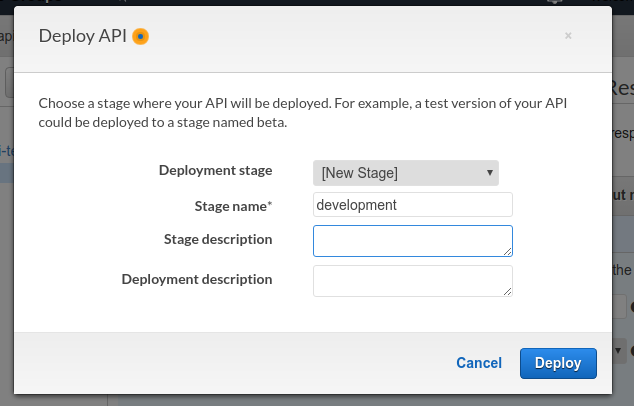 Deploy API
×
Choose a stage where your API will be deployed. For example, a test version of your API
could be deployed to a stage named beta.
Deployment stage [New Stage]
Stage name* development
Stage description
Deployment description
Cancel Deploy
the